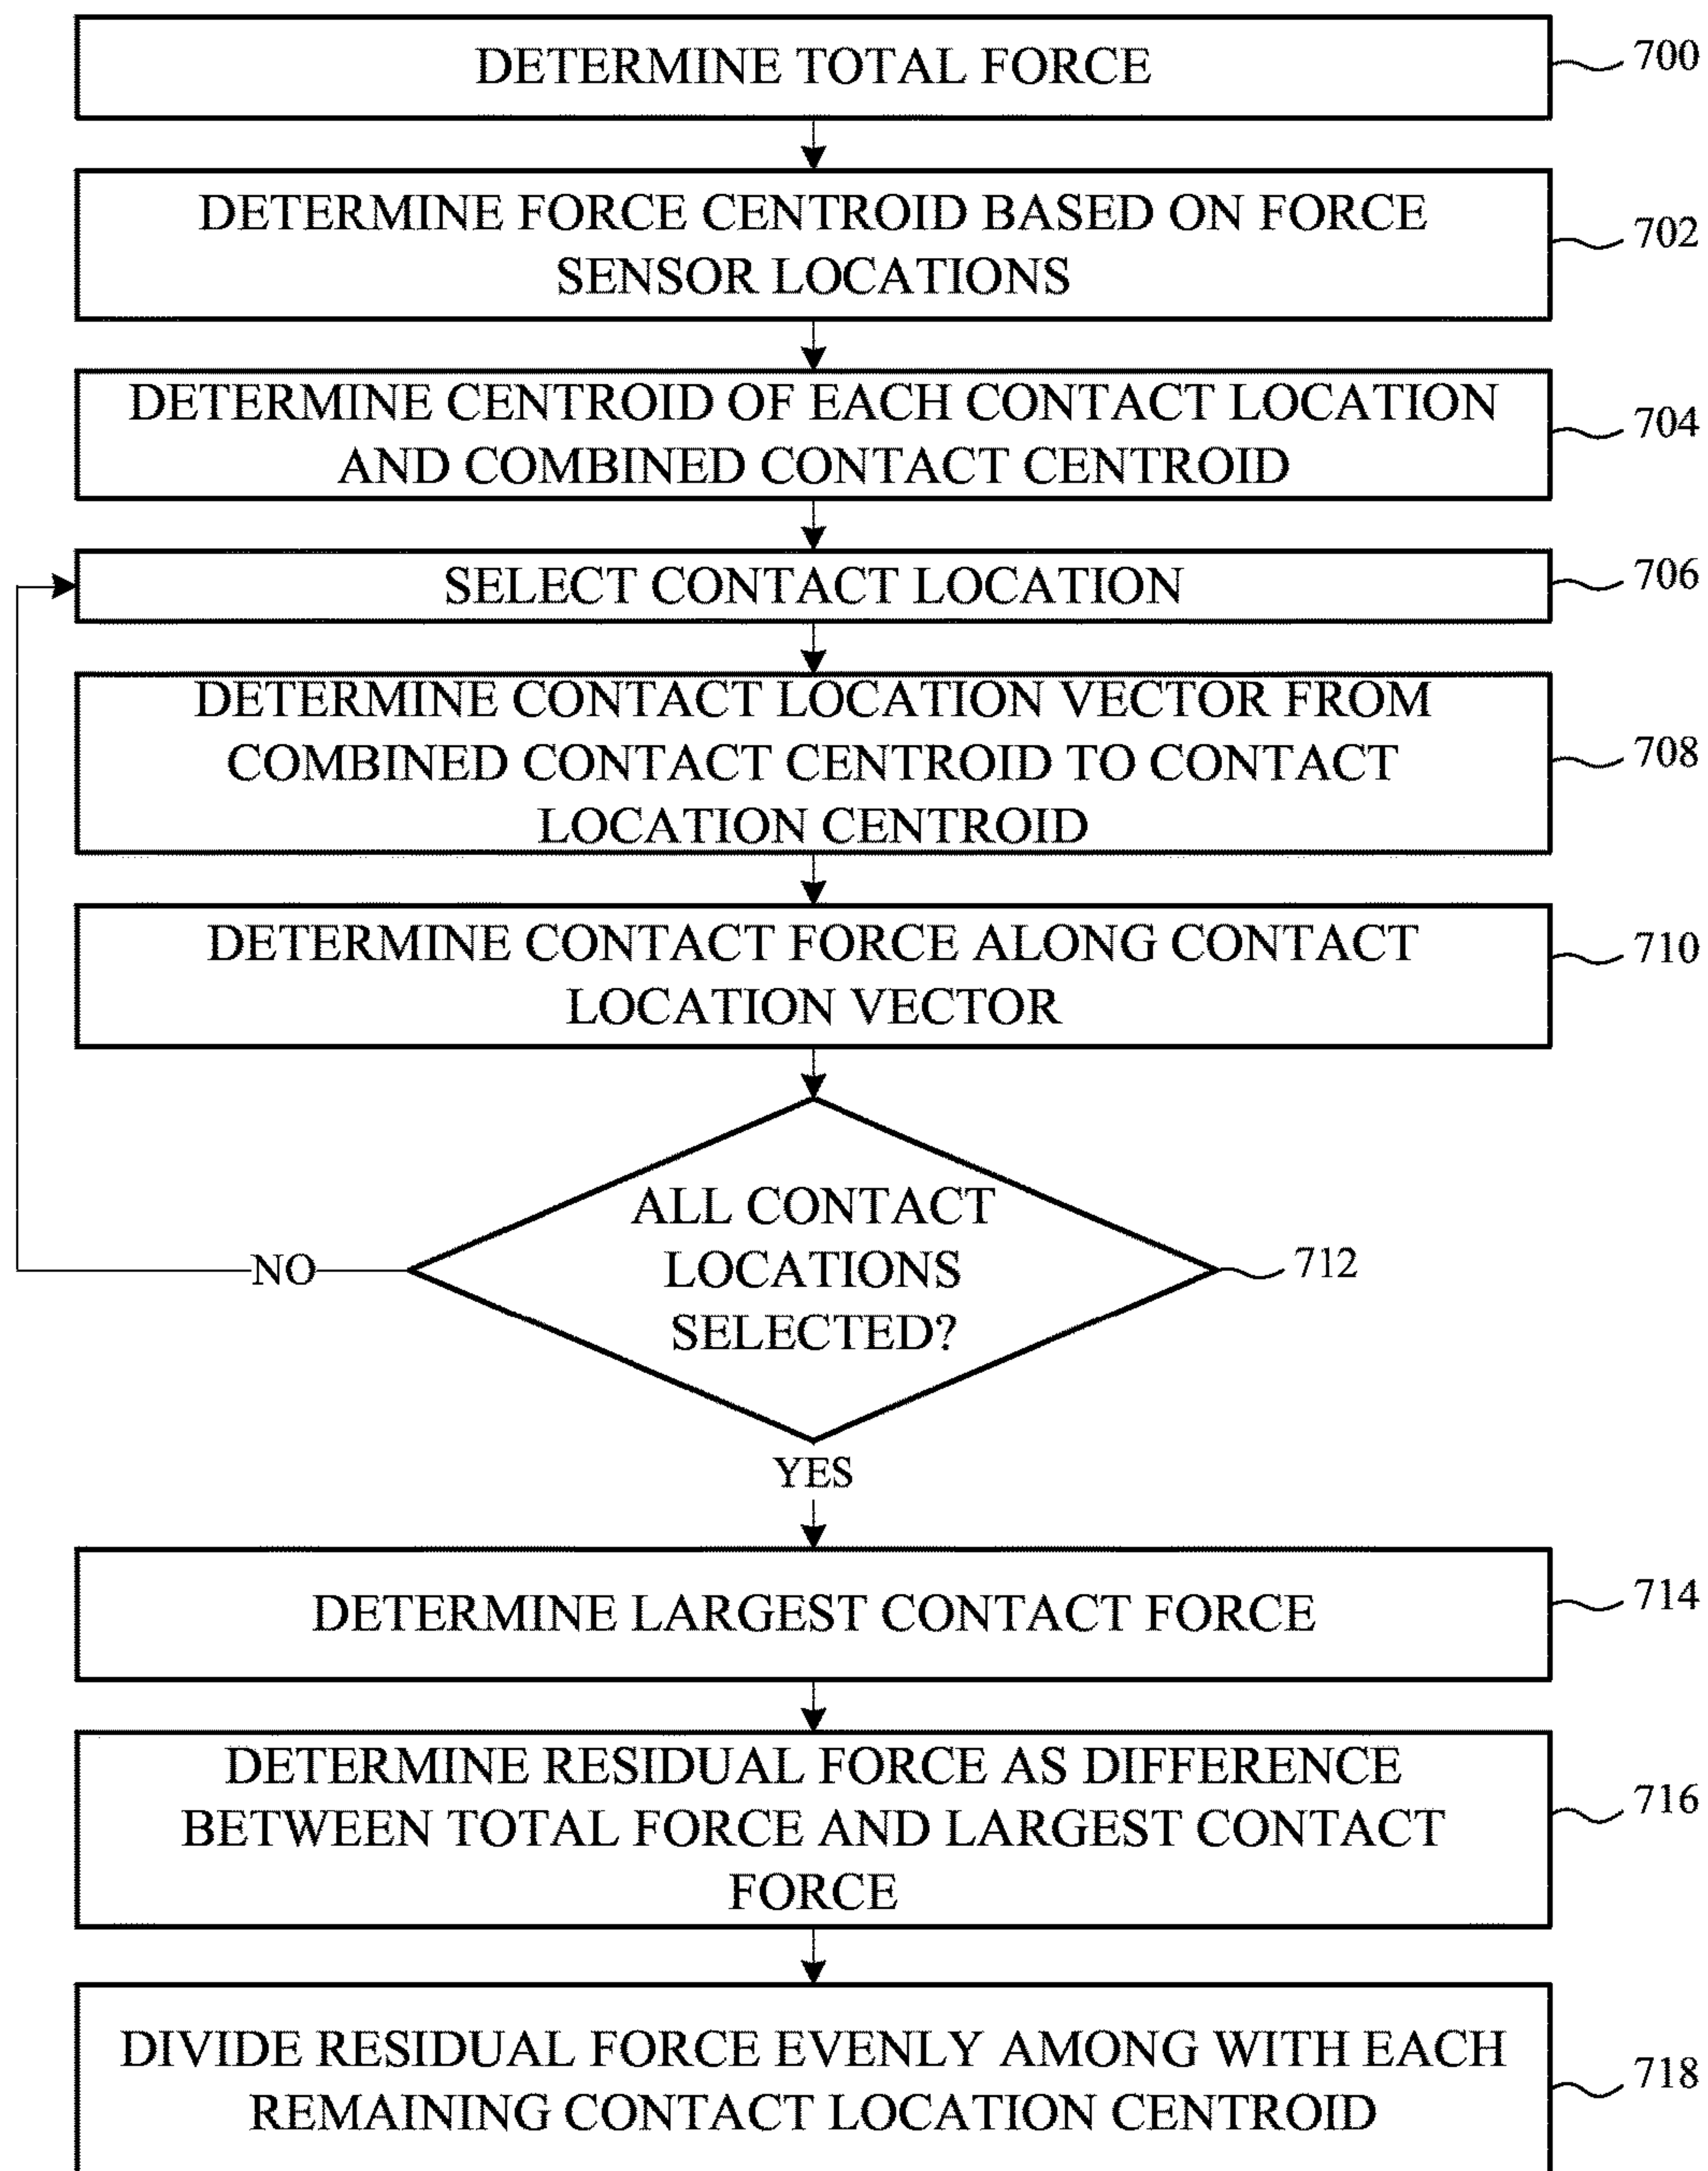 DETERMINE TOTAL FORCE
700
DETERMINE FORCE CENTROID BASED ON FORCE
SENSOR LOCATIONS
702
DETERMINE CENTROID OF EACH CONTACT LOCATION
AND COMBINED CONTACT CENTROID
704
SELECT CONTACT LOCATION
706
DETERMINE CONTACT LOCATION VECTOR FROM
COMBINED CONTACT CENTROID TO CONTACT
LOCATION CENTROID
708
DETERMINE CONTACT FORCE ALONG CONTACT
LOCATION VECTOR
710
ALL CONTACT
LOCATIONS
SELECTED?
712
NO
YES
DETERMINE LARGEST CONTACT FORCE
714
DETERMINE RESIDUAL FORCE AS DIFFERENCE
BETWEEN TOTAL FORCE AND LARGEST CONTACT
FORCE
716
DIVIDE RESIDUAL FORCE EVENLY AMONG WITH EACH
REMAINING CONTACT LOCATION CENTROID
718